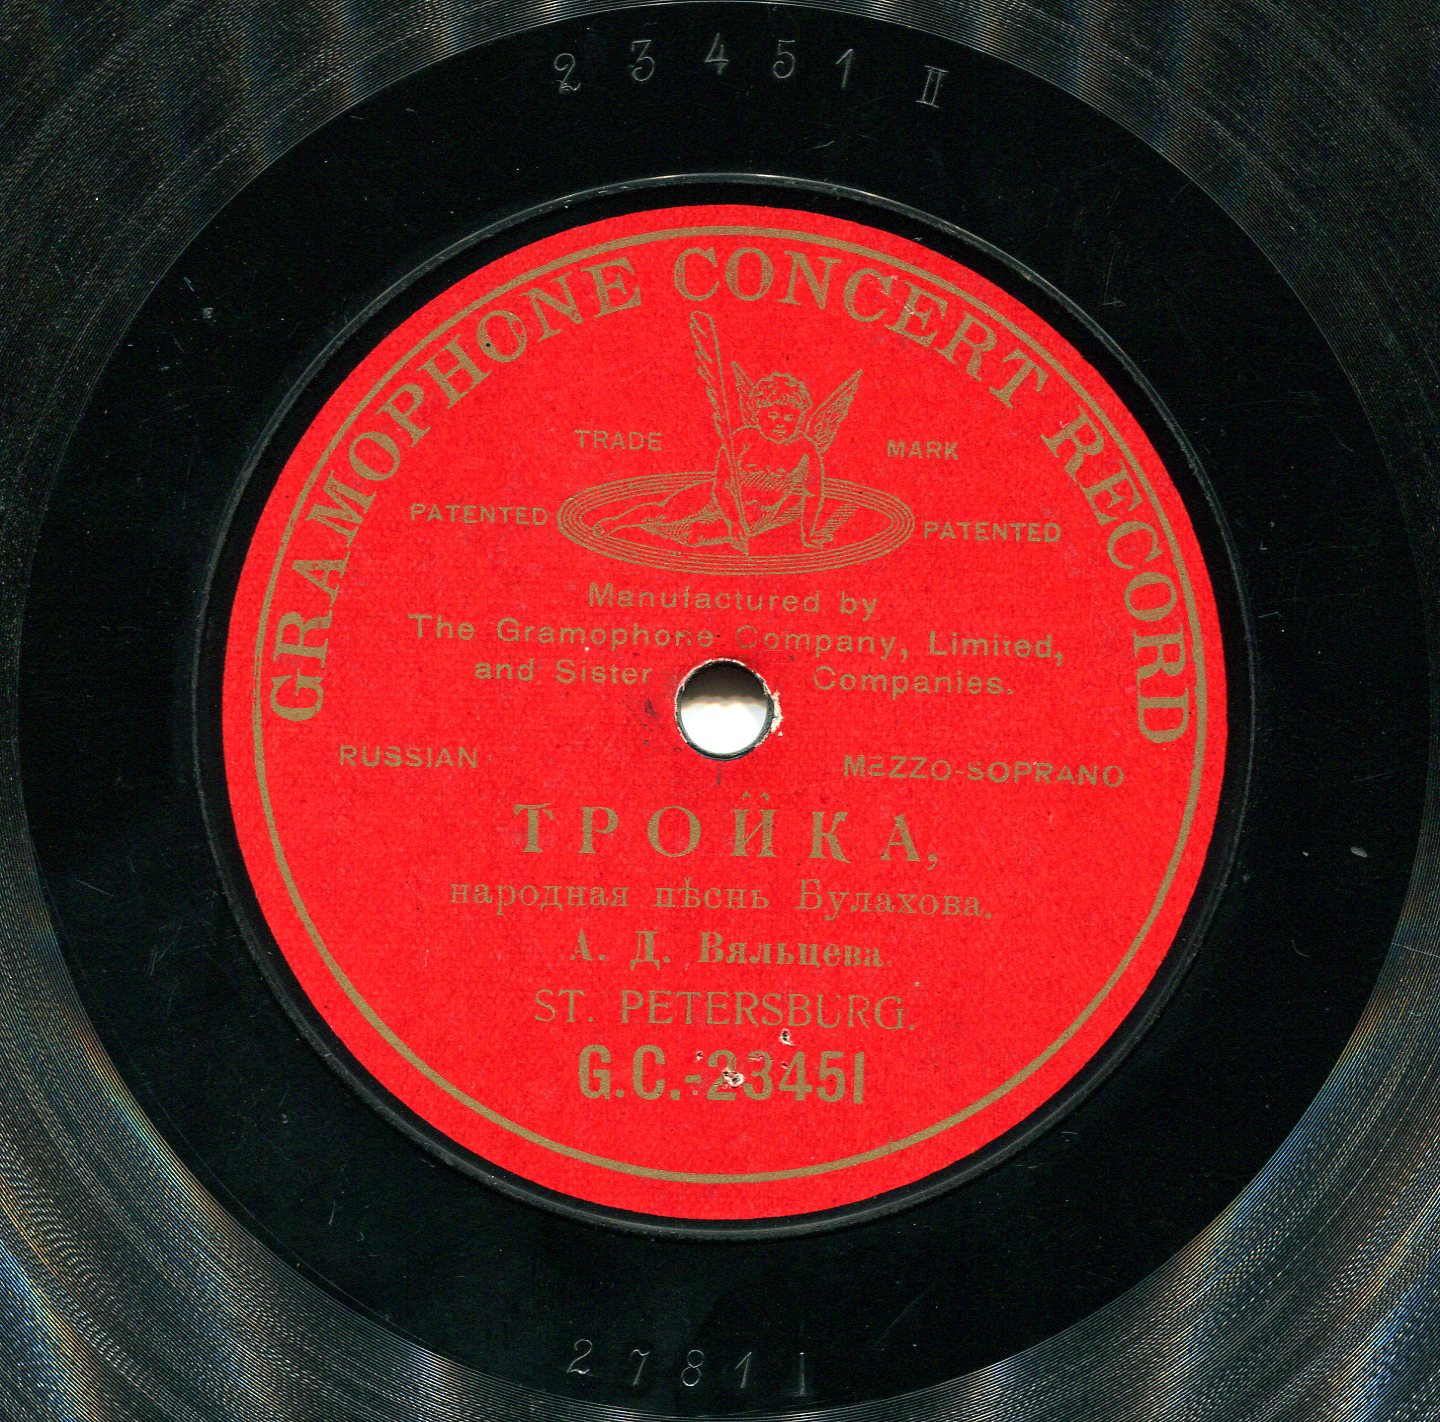 23451 II
GRAMOPHONE CONCERT RECORD
TRADE MARK
PATENTED PATENTED
Manufactured by
The Gramophone Company, Limited,
and Sister Companies.
RUSSIAN MEZZO-SOPRANO
ТРОЙКА,
народная пѣснь Булахова.
А. Д. Вяльцева
ST. PETERSBURG.
G.C.-23451
2781 l